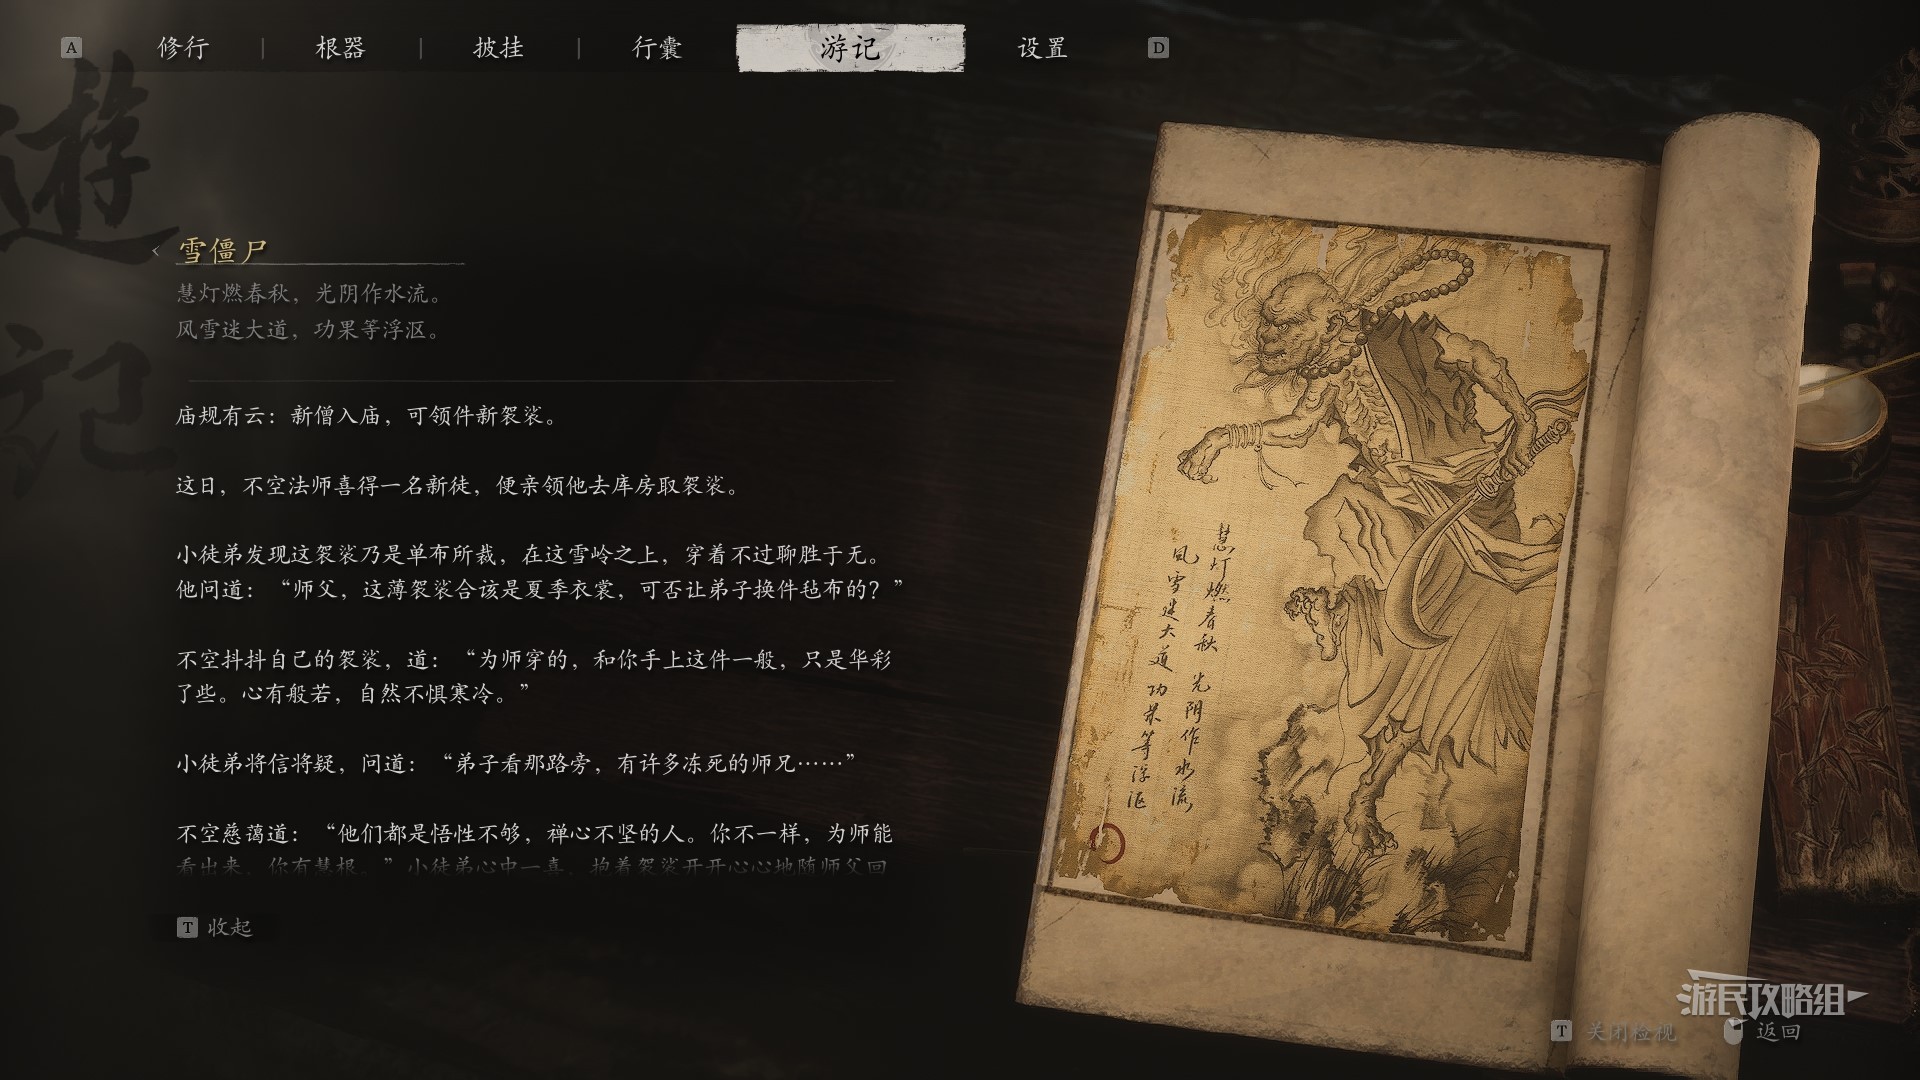 A 修行 | 根器 | 披挂 | 行囊 游记 设置 D
遊記
雪僵尸
慧灯燃春秋，光阴作水流。
风雪迷大道，功果等浮沤。
庙规有云：新僧入庙，可领件新袈裟。
这日，不空法师喜得一名新徒，便亲领他去库房取袈裟。
小徒弟发现这袈裟乃是单布所裁，在这雪岭之上，穿着不过聊胜于无。
他问道：“师父，这薄袈裟合该是夏季衣裳，可否让弟子换件毡布的？”
不空抖抖自己的袈裟，道：“为师穿的，和你手上这件一般，只是华彩
了些。心有般若，自然不惧寒冷。”
小徒弟将信将疑，问道：“弟子看那路旁，有许多冻死的师兄……”
不空慈蔼道：“他们都是悟性不够，禅心不坚的人。你不一样，为师能
看出来，你有慧根。”小徒弟心中一喜，抱着袈裟开开心心地随师父回
T 收起
慧灯燃春秋 光阴作水流
风雪迷大道 功果等浮沤
游民攻略组
T 关闭检视 返回